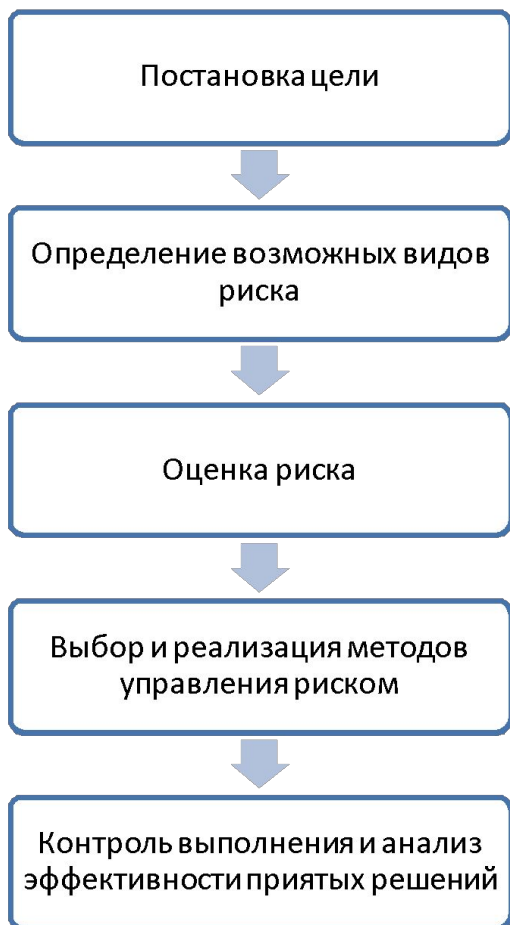 Постановка цели
Определение возможных видов
риска
Оценка риска
Выбор и реализация методов
управления риском
Контроль выполнения и анализ
эффективности приятых решений